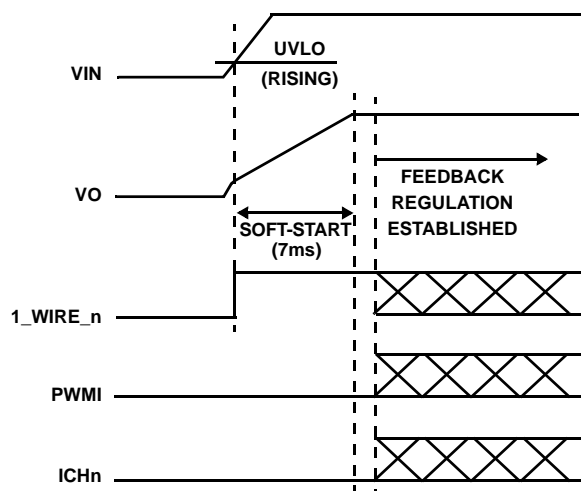 UVLO
VIN
(RISING)
VO
FEEDBACK
REGULATION
ESTABLISHED
SOFT-START
(7ms)
1_WIRE_n
PWMI
ICHn